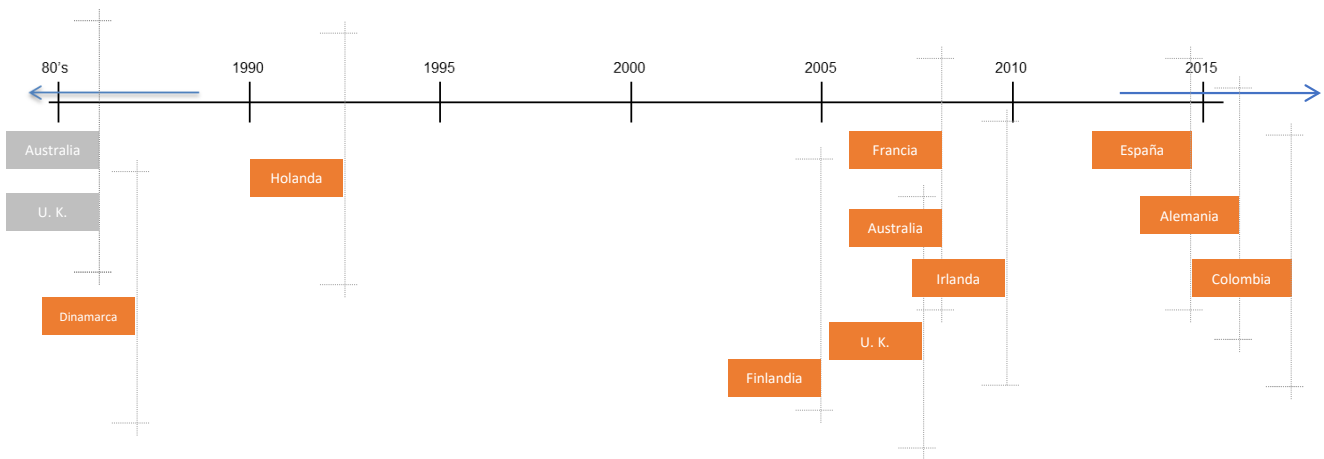 80's
1990
1995
2000
2005
2010
2015
Australia
Francia
España
Holanda
U. K.
Alemania
Australia
Irlanda
Colombia
Dinamarca
U. K.
Finlandia